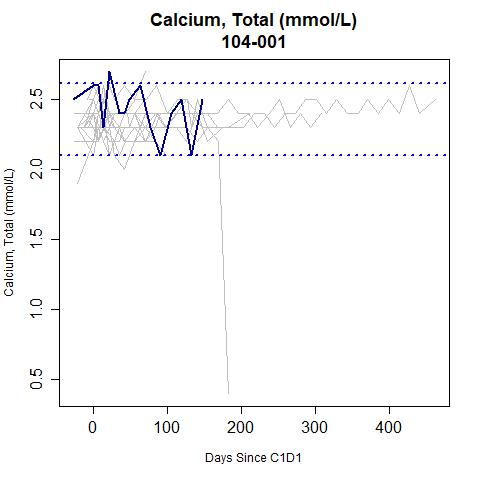 Calcium, Total (mmol/L)
104-001
Calcium, Total (mmol/L)
2.5
2.0
1.5
1.0
0.5
0 100 200 300 400
Days Since C1D1